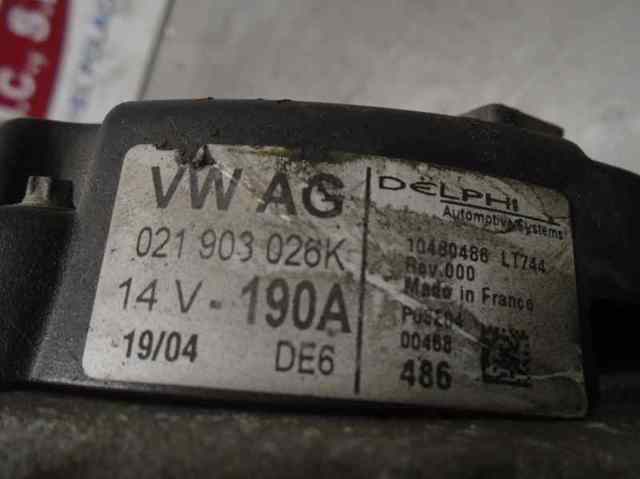 VW AG
021 903 026K
14 V - 190A
19/04 DE6
DELPHI
Automotive Systems
10480486 LT744
Rev.000
Made in France
00468
486